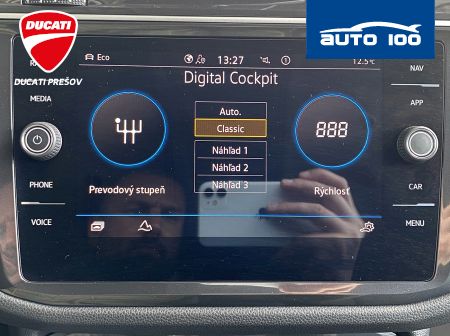 DUCATI
DUCATI PREŠOV
AUTO 100
Eco
13:27
12.5°C
Digital Cockpit
NAV
MEDIA
APP
Auto.
Classic
888
Náhľad 1
Náhľad 2
Náhľad 3
PHONE
Prevodový stupeň
Rýchlosť
CAR
VOICE
MENU